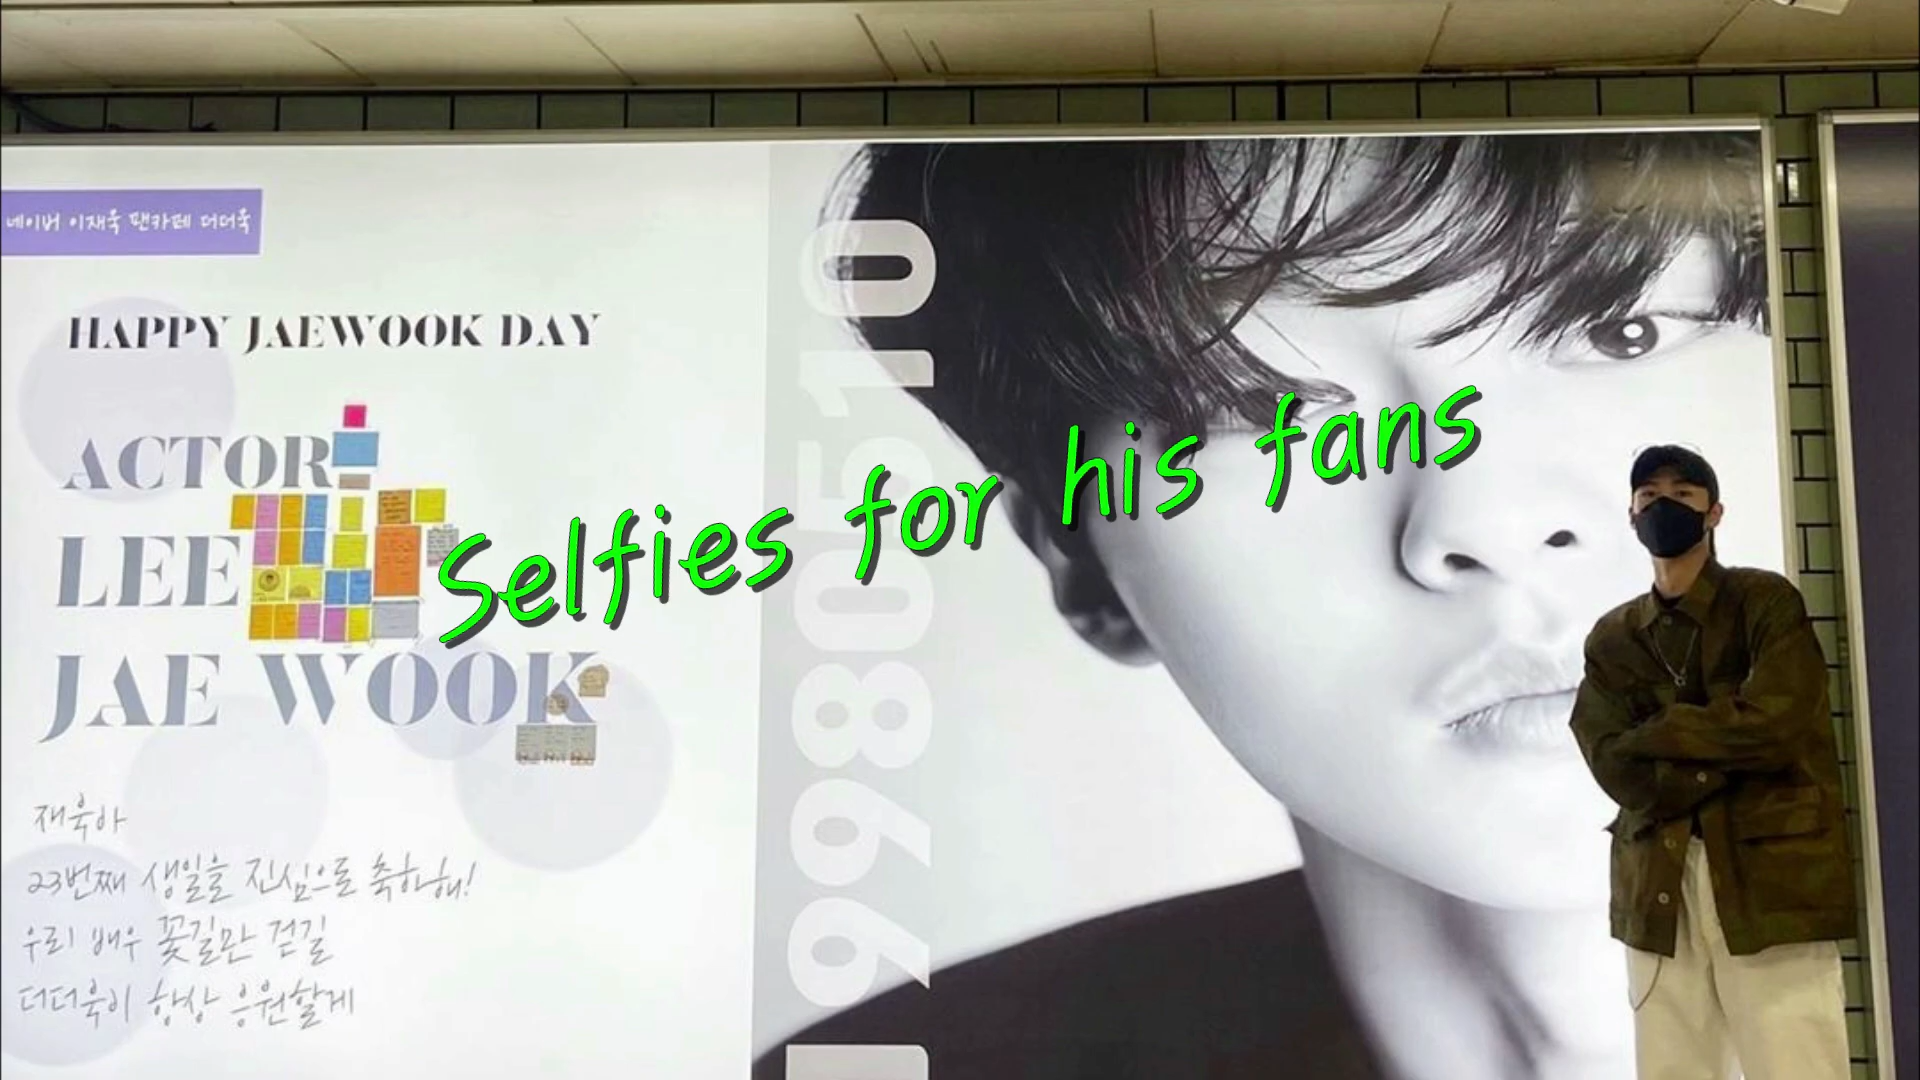 네이버 이재욱 팬카페 더더욱
HAPPY JAEWOOK DAY
ACTOR
LEE
JAE WOOK
재욱아
23번째 생일을 진심으로 축하해!
우리 배우 꽃길만 걷길
더더욱이 항상 응원할게
19980510
Selfies for his fans